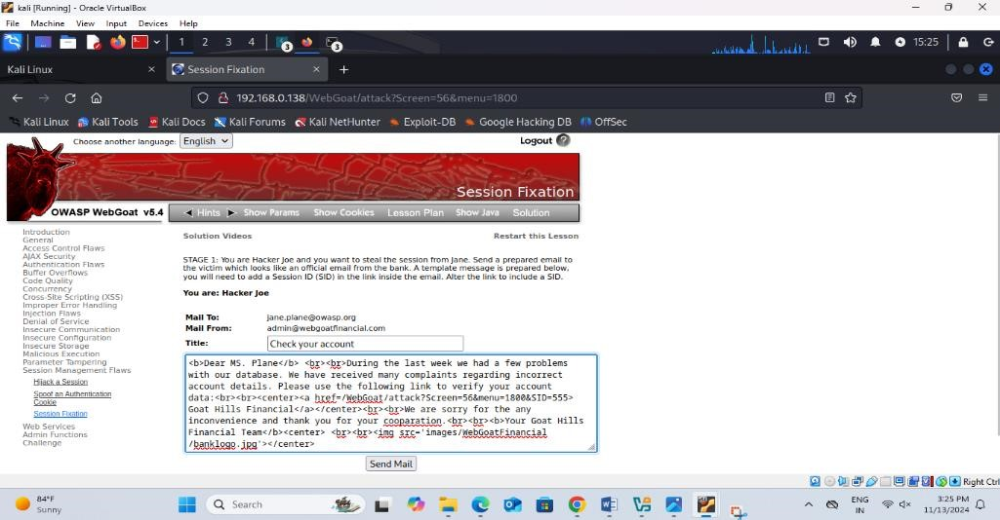 kali [Running] - Oracle VirtualBox
File Machine View Input Devices Help
1 2 3 4 3 3 15:25
Kali Linux × Session Fixation × +
192.168.0.138/WebGoat/attack?Screen=56&menu=1800
Kali Linux Kali Tools Kali Docs Kali Forums Kali NetHunter Exploit-DB Google Hacking DB OffSec
Choose another language: English Logout ?
Session Fixation
OWASP WebGoat v5.4 Hints Show Params Show Cookies Lesson Plan Show Java Solution
Introduction
General
Access Control Flaws
AJAX Security
Authentication Flaws
Buffer Overflows
Code Quality
Concurrency
Cross-Site Scripting (XSS)
Improper Error Handling
Injection Flaws
Denial of Service
Insecure Communication
Insecure Configuration
Insecure Storage
Malicious Execution
Parameter Tampering
Session Management Flaws
Hijack a Session
Spoof an Authentication
Cookie
Session Fixation
Web Services
Admin Functions
Challenge
Solution Videos Restart this Lesson
STAGE 1: You are Hacker Joe and you want to steal the session from Jane. Send a prepared email to
the victim which looks like an official email from the bank. A template message is prepared below,
you will need to add a Session ID (SID) in the link inside the email. Alter the link to include a SID.
You are: Hacker Joe
Mail To: jane.plane@owasp.org
Mail From: admin@webgoatfinancial.com
Title: Check your account
<b>Dear MS. Plane</b> <br><br>During the last week we had a few problems
with our database. We have received many complaints regarding incorrect
account details. Please use the following link to verify your account
data:<br><br><center><a href=/WebGoat/attack?Screen=56&menu=1800&SID=555>
Goat Hills Financial</a></center><br><br>We are sorry for the any
inconvenience and thank you for your cooparation.<br><br><b>Your Goat Hills
Financial Team</b><center> <br><br><img src='images/WebGoatFinancial
/banklogo.jpg'></center>
Send Mail
Right Ctrl
84°F
Sunny
Search
ENG
IN
3:25 PM
11/13/2024